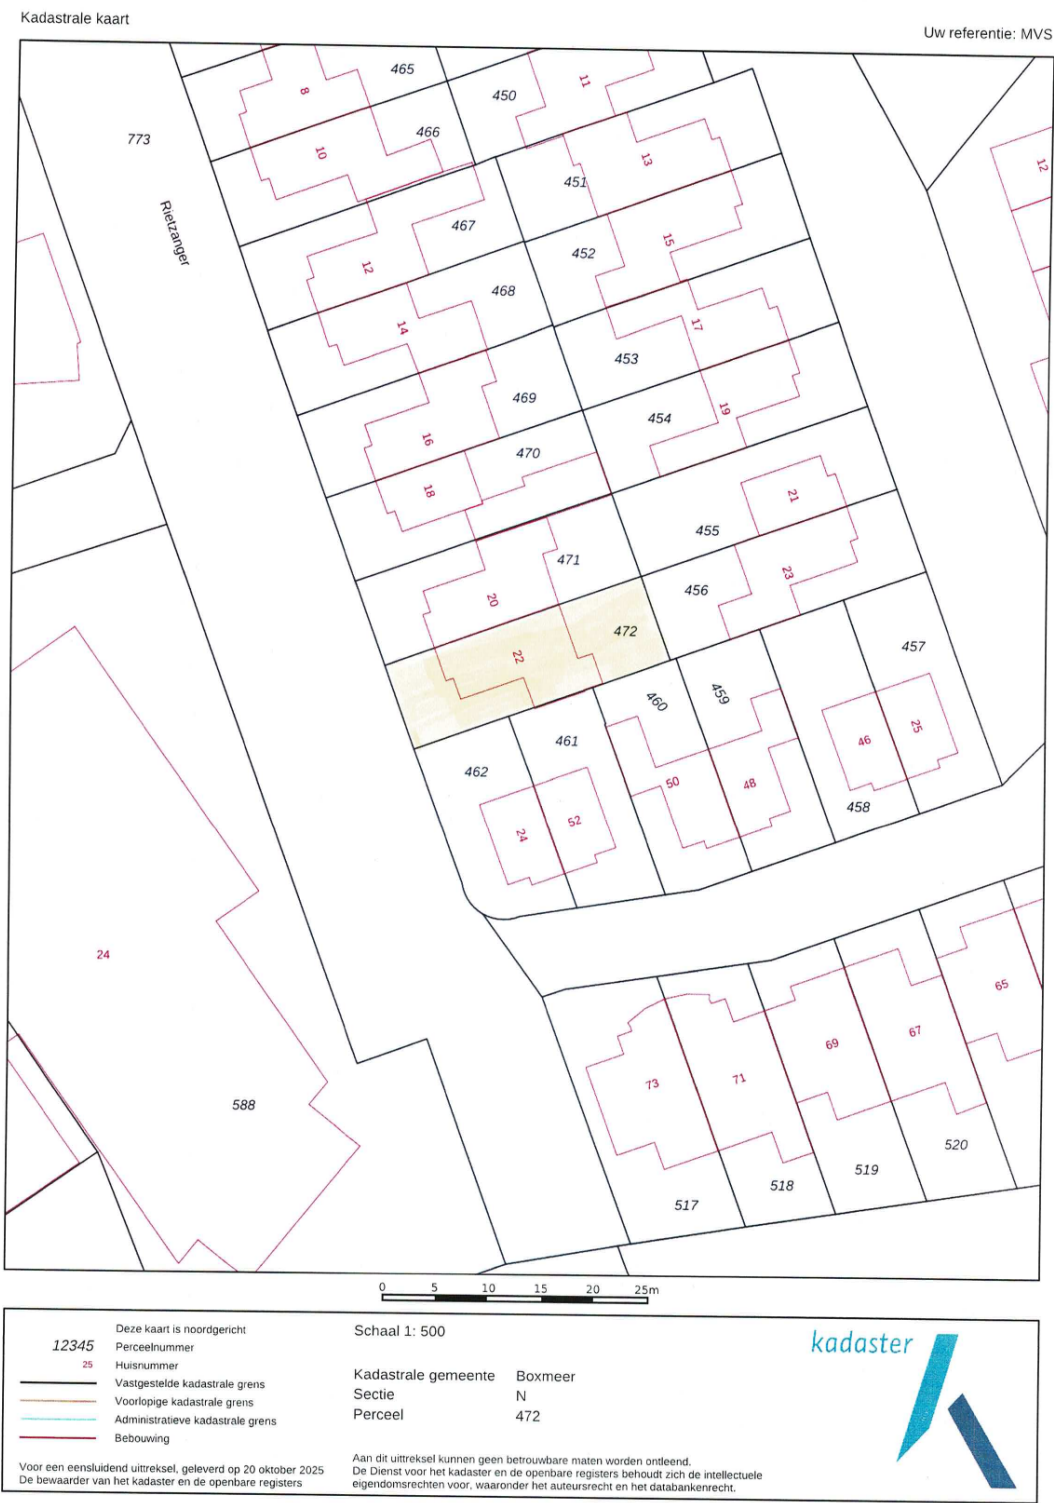 Kadastrale kaart
Uw referentie: MVS
465
8
11
450
773
466
10
13
12
451
Rietzanger
467
452
15
12
468
14
17
453
469
454
19
16
470
18
21
455
471
23
456
20
472
22
457
460
459
461
46
25
462
50
48
458
52
24
24
65
67
69
73
71
588
520
519
518
517
0 5 10 15 20 25m
Deze kaart is noordgericht
12345 Perceelnummer
25 Huisnummer
Vastgestelde kadastrale grens
Voorlopige kadastrale grens
Administratieve kadastrale grens
Bebouwing
Voor een eensluidend uittreksel, geleverd op 20 oktober 2025
De bewaarder van het kadaster en de openbare registers
Schaal 1: 500
Kadastrale gemeente Boxmeer
Sectie N
Perceel 472
Aan dit uittreksel kunnen geen betrouwbare maten worden ontleend.
De Dienst voor het kadaster en de openbare registers behoudt zich de intellectuele
eigendomsrechten voor, waaronder het auteursrecht en het databankenrecht.
kadaster